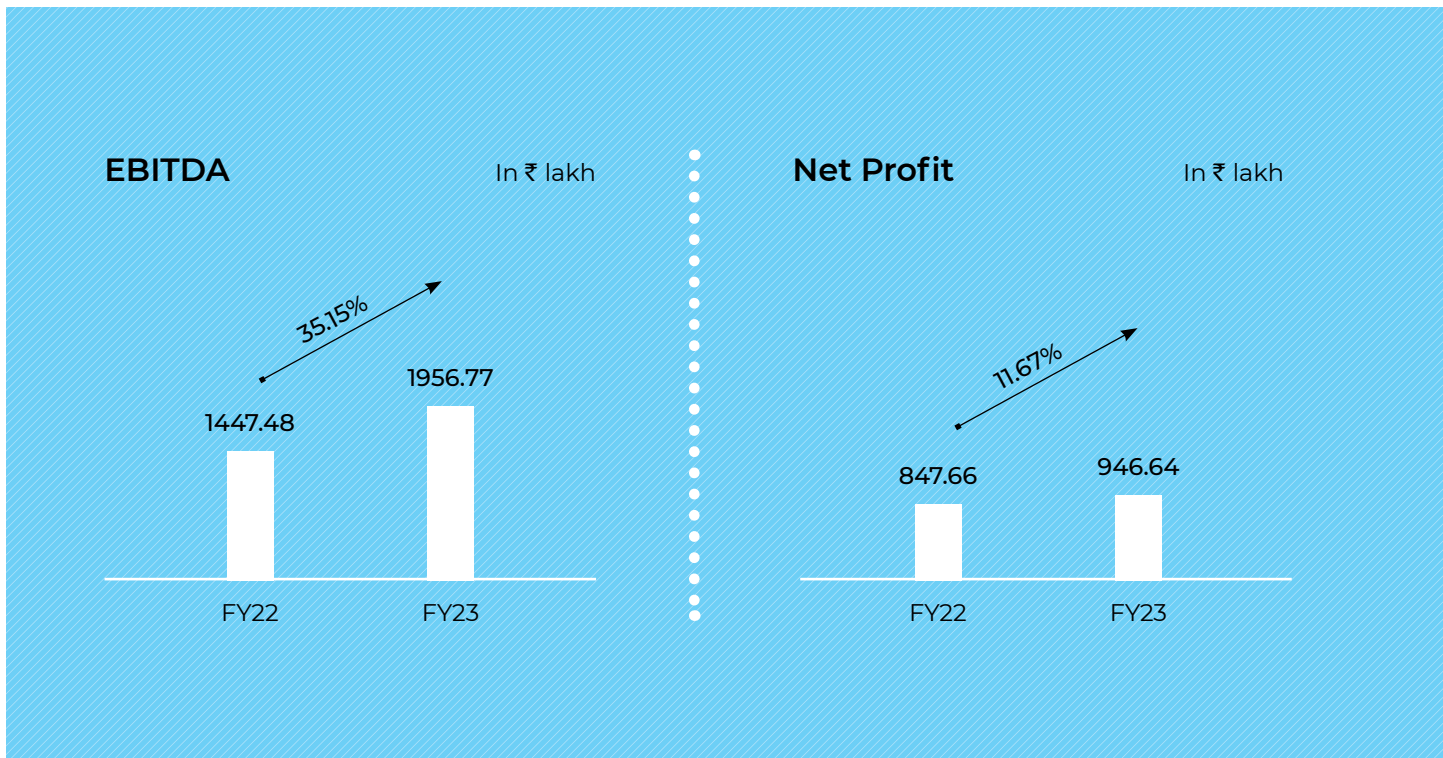 EBITDA
In ₹ lakh
35.15%
1447.48
1956.77
FY22
FY23
Net Profit
In ₹ lakh
11.67%
847.66
946.64
FY22
FY23